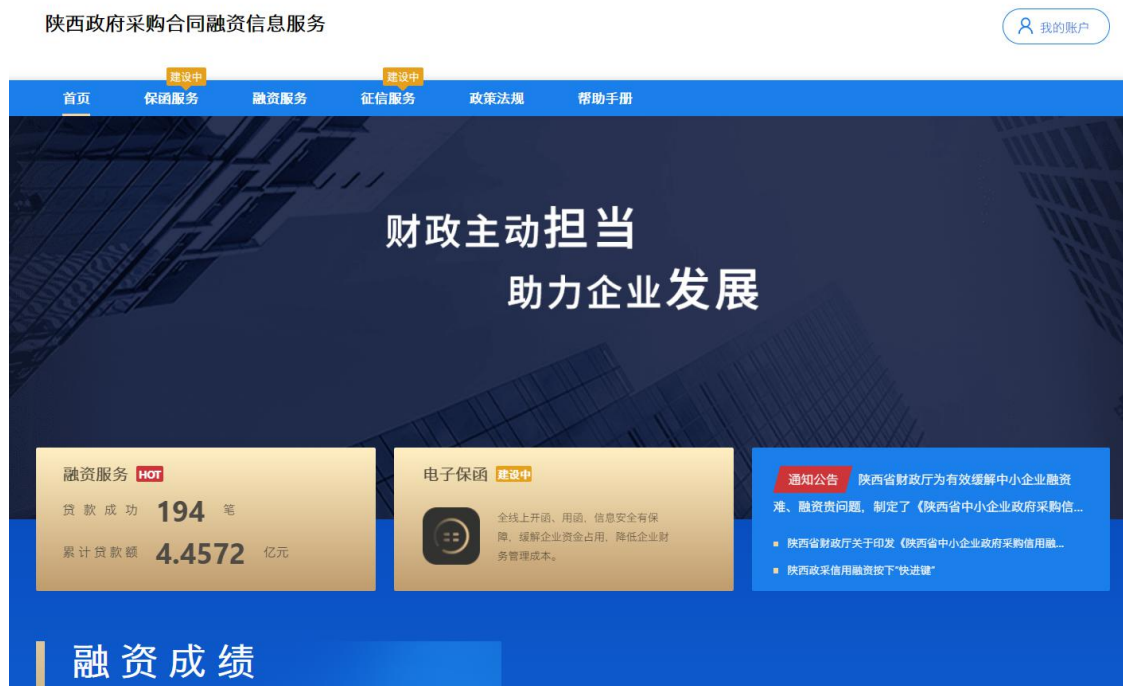 陕西政府采购合同融资信息服务
我的账户
建设中
建设中
首页 保函服务 融资服务 征信服务 政策法规 帮助手册
财政主动担当
助力企业发展
融资服务 HOT
贷款成功 194 笔
累计贷款额 4.4572 亿元
电子保函 建设中
全线上开函、用函、信息安全有保
障，缓解企业资金占用，降低企业财
务管理成本。
通知公告 陕西省财政厅为有效缓解中小企业融资
难、融资贵问题，制定了《陕西省中小企业政府采购信...
陕西省财政厅关于印发《陕西省中小企业政府采购信用融...
陕西政采信用融资按下"快进键"
融资成绩